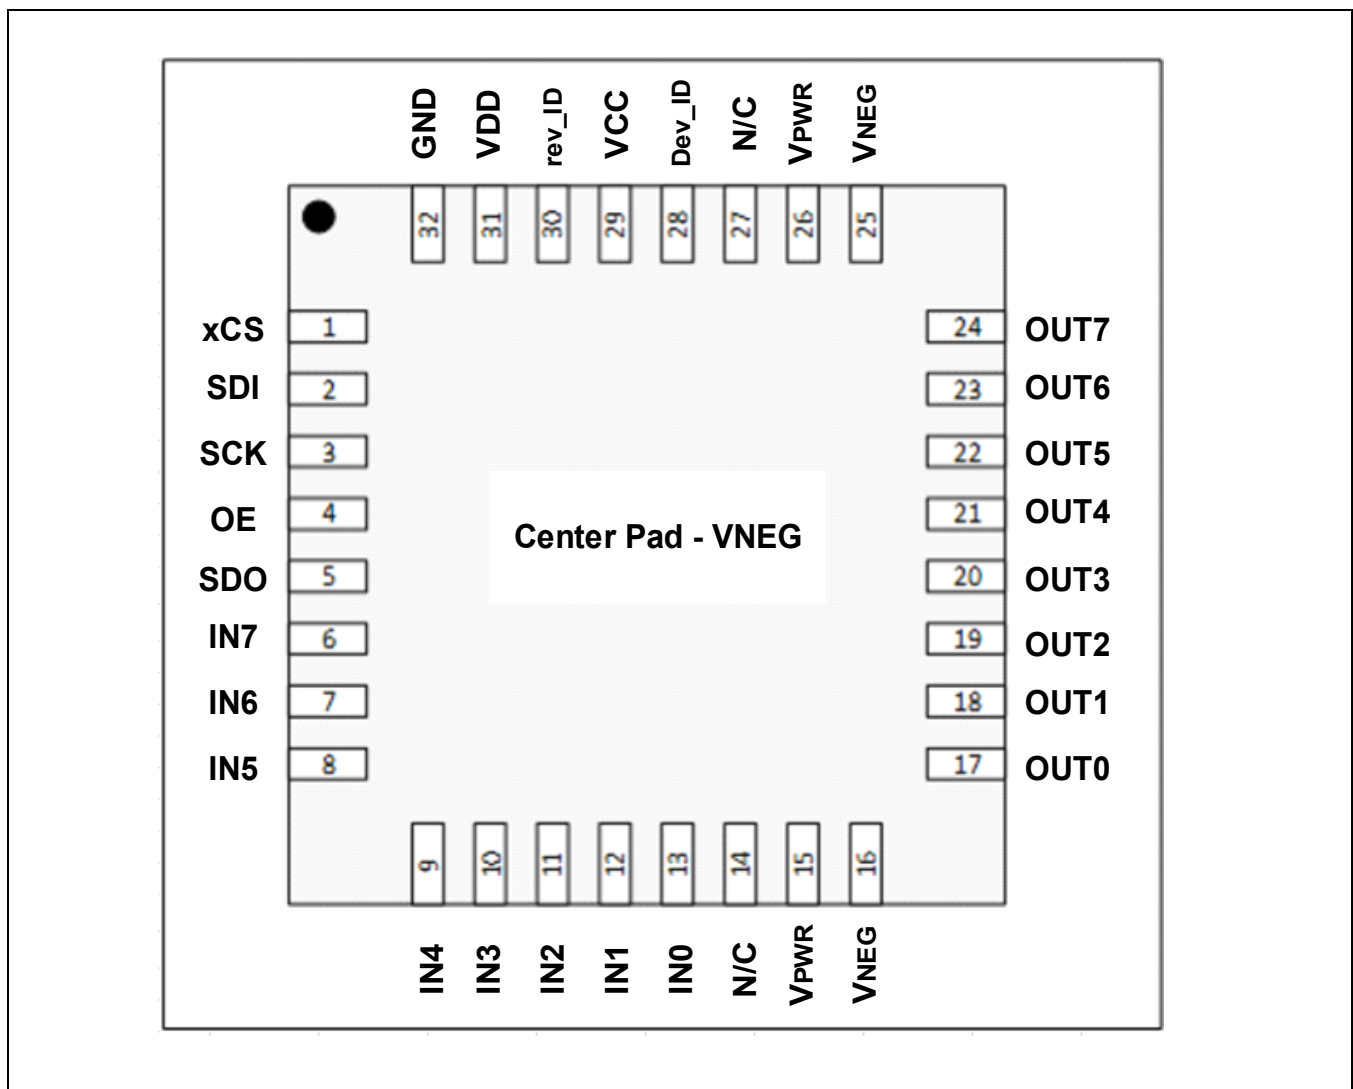 GND VDD rev_ID VCC Dev_ID N/C VPWR VNEG
32 31 30 29 28 27 26 25
xCS 1 24 OUT7
SDI 2 23 OUT6
SCK 3 22 OUT5
OE 4 21 OUT4
Center Pad - VNEG
SDO 5 20 OUT3
IN7 6 19 OUT2
IN6 7 18 OUT1
IN5 8 17 OUT0
9 10 11 12 13 14 15 16
IN4 IN3 IN2 IN1 IN0 N/C VPWR VNEG